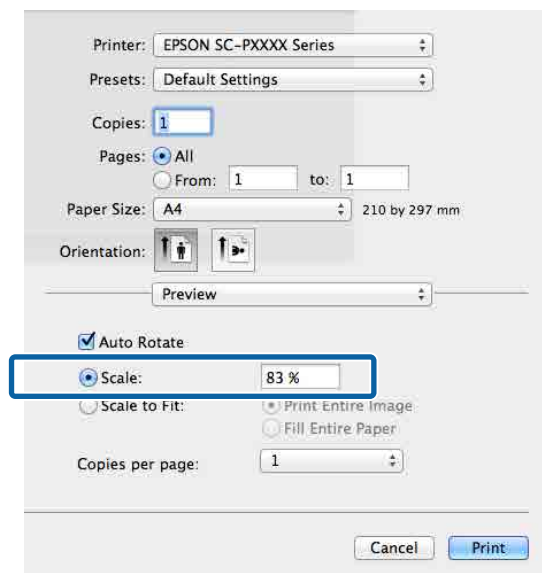 Printer: EPSON SC-PXXXX Series
Presets: Default Settings
Copies: 1
Pages: All
From: 1 to: 1
Paper Size: A4 210 by 297 mm
Orientation:
Preview
Auto Rotate
Scale: 83 %
Scale to Fit: Print Entire Image
Fill Entire Paper
Copies per page: 1
Cancel Print